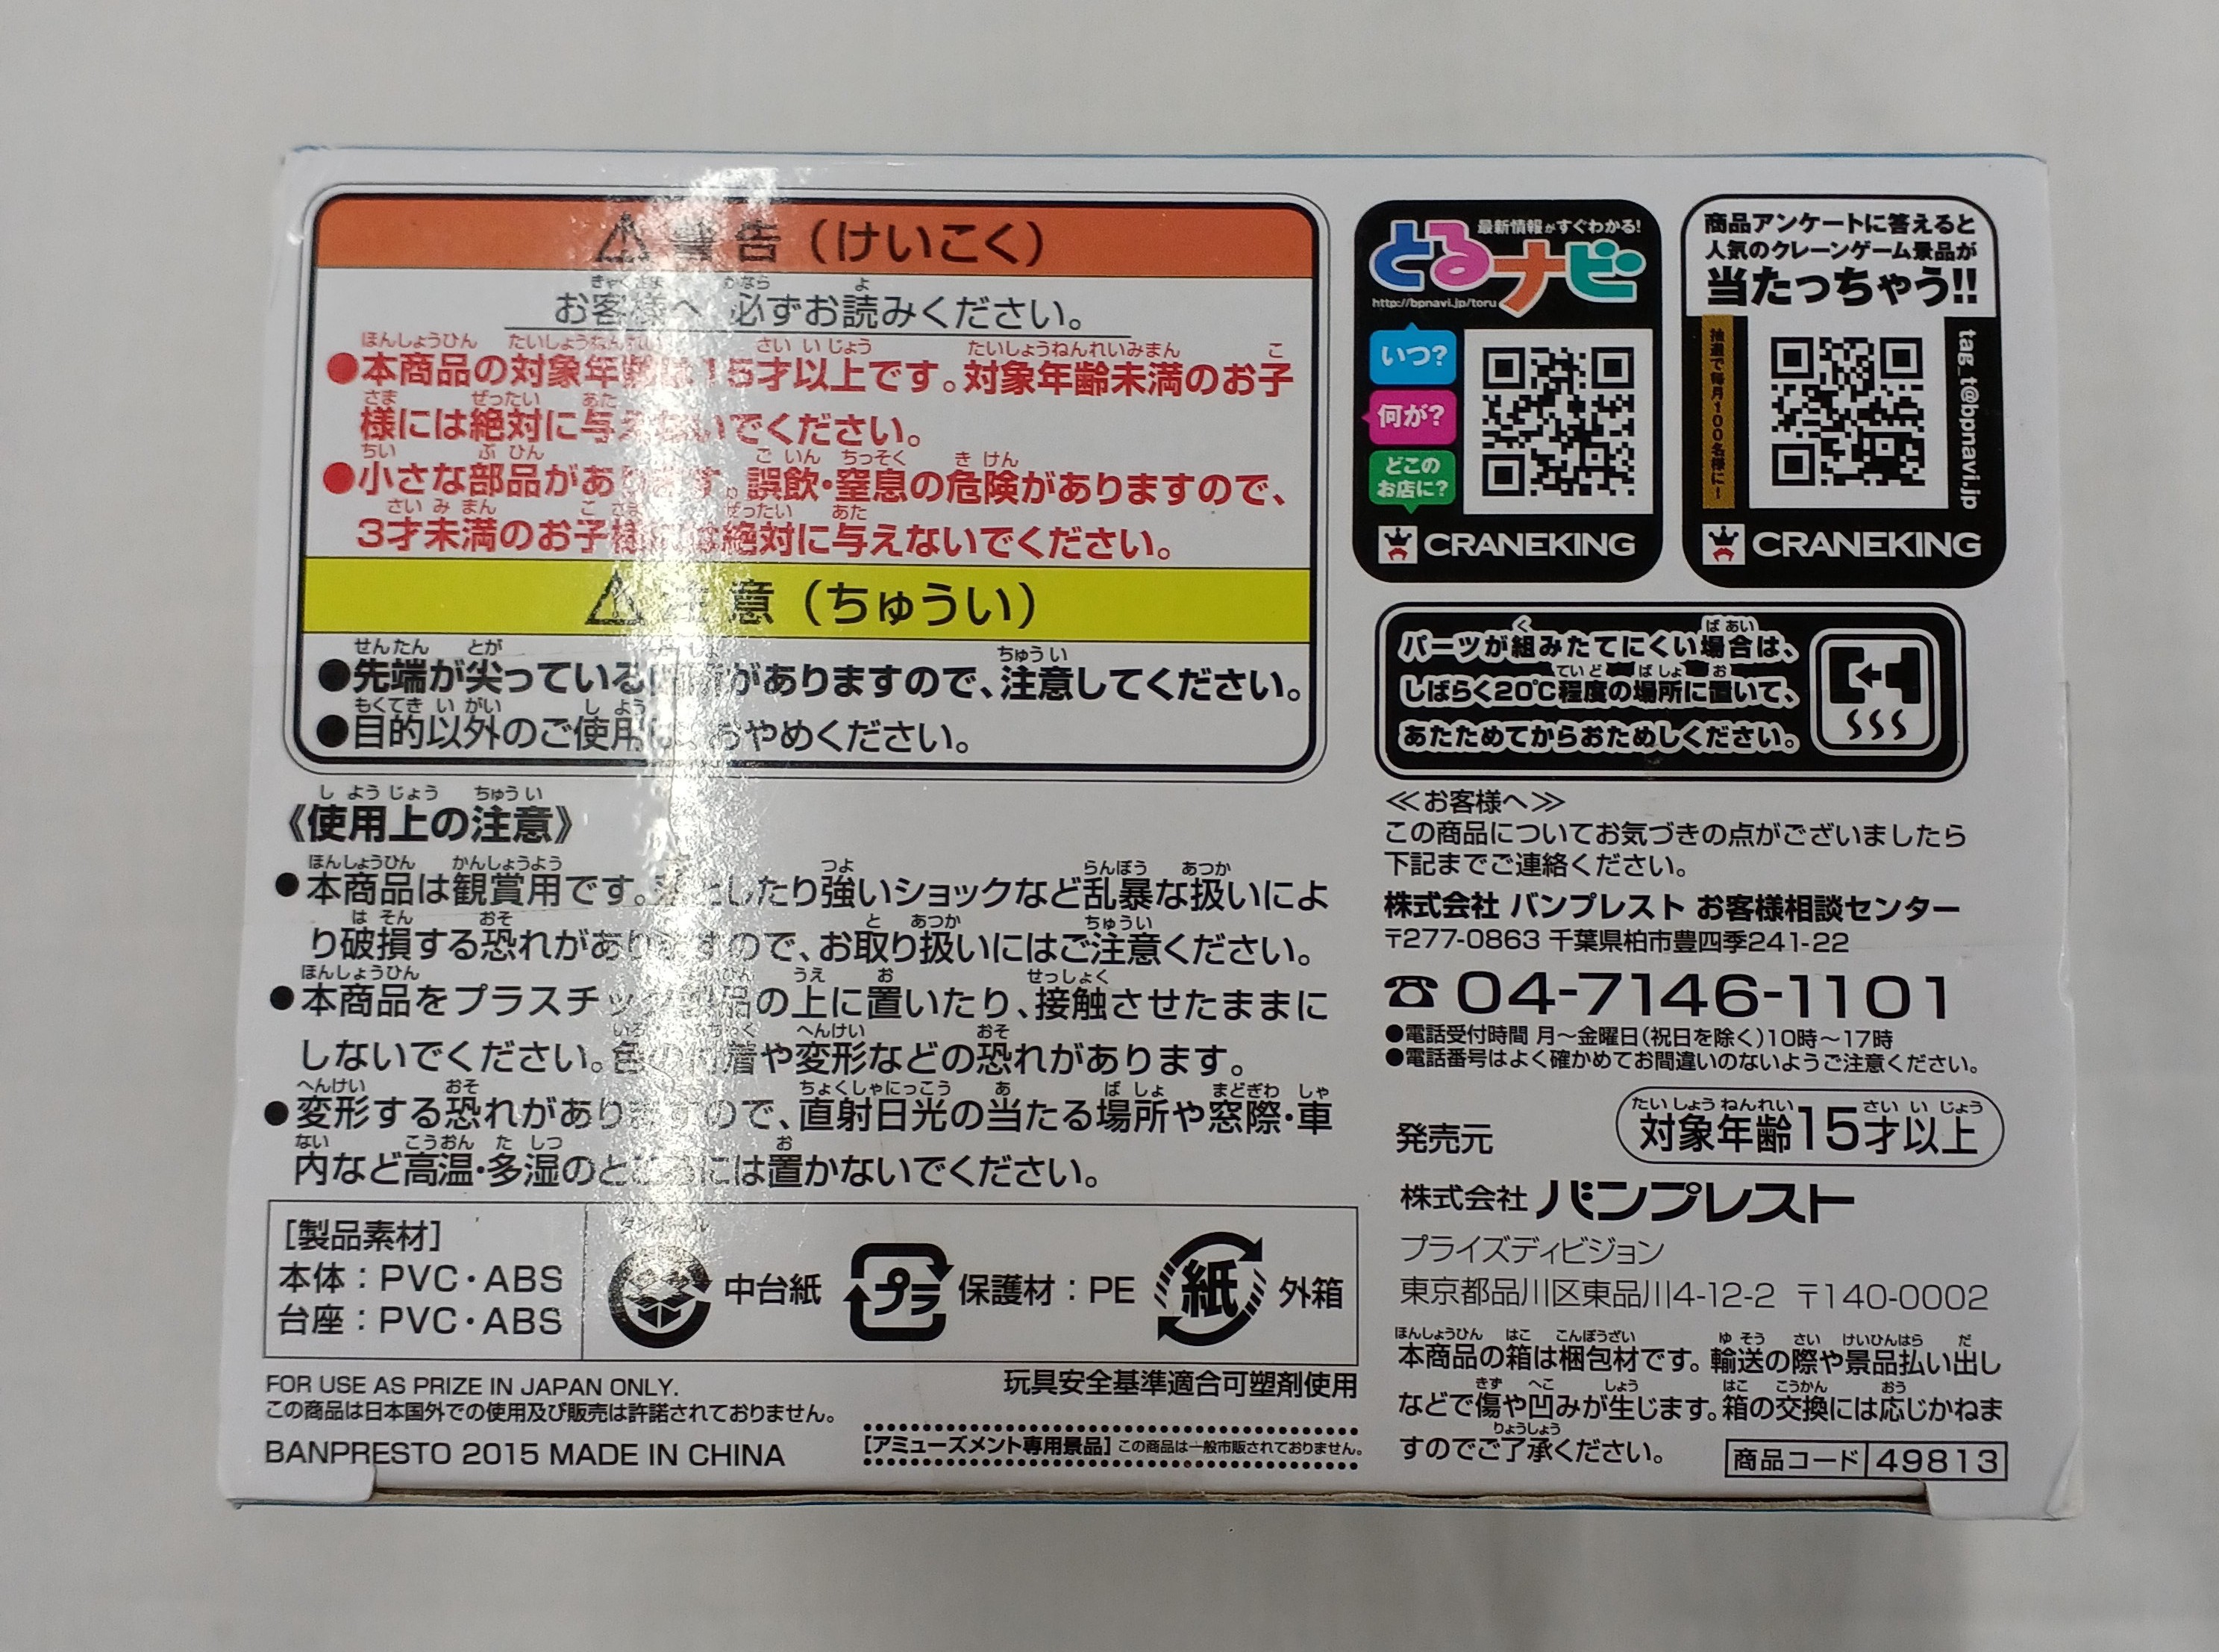 警告（けいこく）
お客様へ 必ずお読みください。
●本商品の対象年齢は15才以上です。対象年齢未満のお子
様には絶対に与えないでください。
●小さな部品があります。誤飲・窒息の危険がありますので、
3才未満のお子様には絶対に与えないでください。
注意（ちゅうい）
●先端が尖っている箇所がありますので、注意してください。
●目的以外のご使用は、おやめください。
《使用上の注意》
●本商品は観賞用です。落としたり強いショックなど乱暴な扱いによ
り破損する恐れがありますので、お取り扱いにはご注意ください。
●本商品をプラスチック製品の上に置いたり、接触させたままに
しないでください。色の付着や変形などの恐れがあります。
●変形する恐れがありますので、直射日光の当たる場所や窓際・車
内など高温・多湿のところには置かないでください。
［製品素材］
本体：PVC・ABS
台座：PVC・ABS
ダンボール
中台紙
プラ
保護材：PE
紙
外箱
FOR USE AS PRIZE IN JAPAN ONLY.
この商品は日本国外での使用及び販売は許諾されておりません。
BANPRESTO 2015 MADE IN CHINA
玩具安全基準適合可塑剤使用
［アミューズメント専用景品］この商品は一般市販されておりません。
最新情報がすぐわかる!
とるナビ
http://bpnavi.jp/toru
いつ?
何が?
どこの
お店に?
CRANEKING
商品アンケートに答えると
人気のクレーンゲーム景品が
当たっちゃう!!
抽選で毎月100名様に!
tag_t@bpnavi.jp
CRANEKING
パーツが組みたてにくい場合は、
しばらく20℃程度の場所に置いて、
あたためてからおためしください。
≪お客様へ≫
この商品についてお気づきの点がございましたら
下記までご連絡ください。
株式会社 バンプレスト お客様相談センター
〒277-0863 千葉県柏市豊四季241-22
☎04-7146-1101
●電話受付時間 月～金曜日(祝日を除く)10時～17時
●電話番号はよく確かめてお間違いのないようご注意ください。
発売元
対象年齢15才以上
株式会社 バンプレスト
プライズディビジョン
東京都品川区東品川4-12-2 〒140-0002
本商品の箱は梱包材です。輸送の際や景品払い出し
などで傷や凹みが生じます。箱の交換には応じかねま
すのでご了承ください。
商品コード 49813